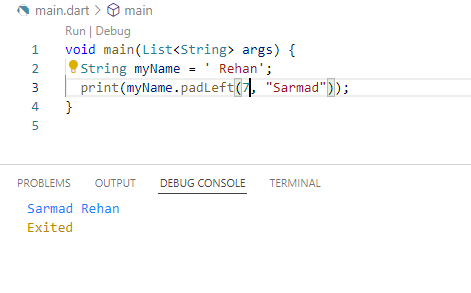 main.dart > main
Run | Debug
1 void main(List<String> args) {
2 String myName = ' Rehan';
3 print(myName.padLeft(7, "Sarmad"));
4 }
5
PROBLEMS OUTPUT DEBUG CONSOLE TERMINAL
Sarmad Rehan
Exited